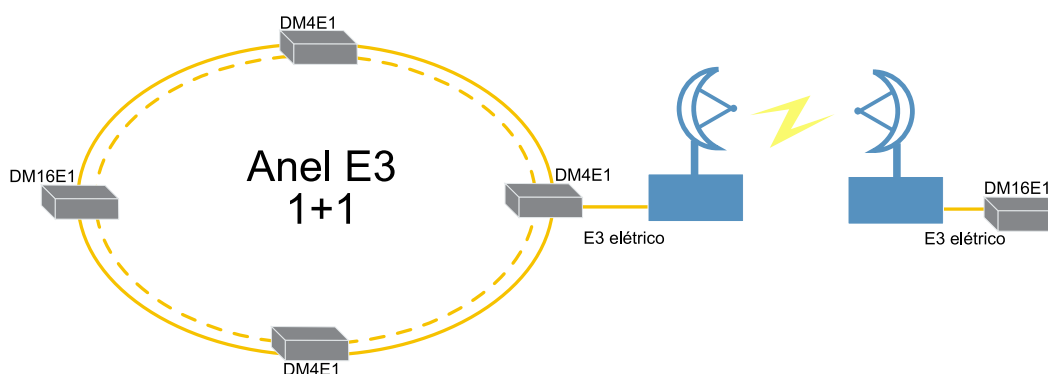 DM4E1
DM16E1
Anel E3
1+1
DM4E1
E3 elétrico
DM4E1
DM16E1
E3 elétrico